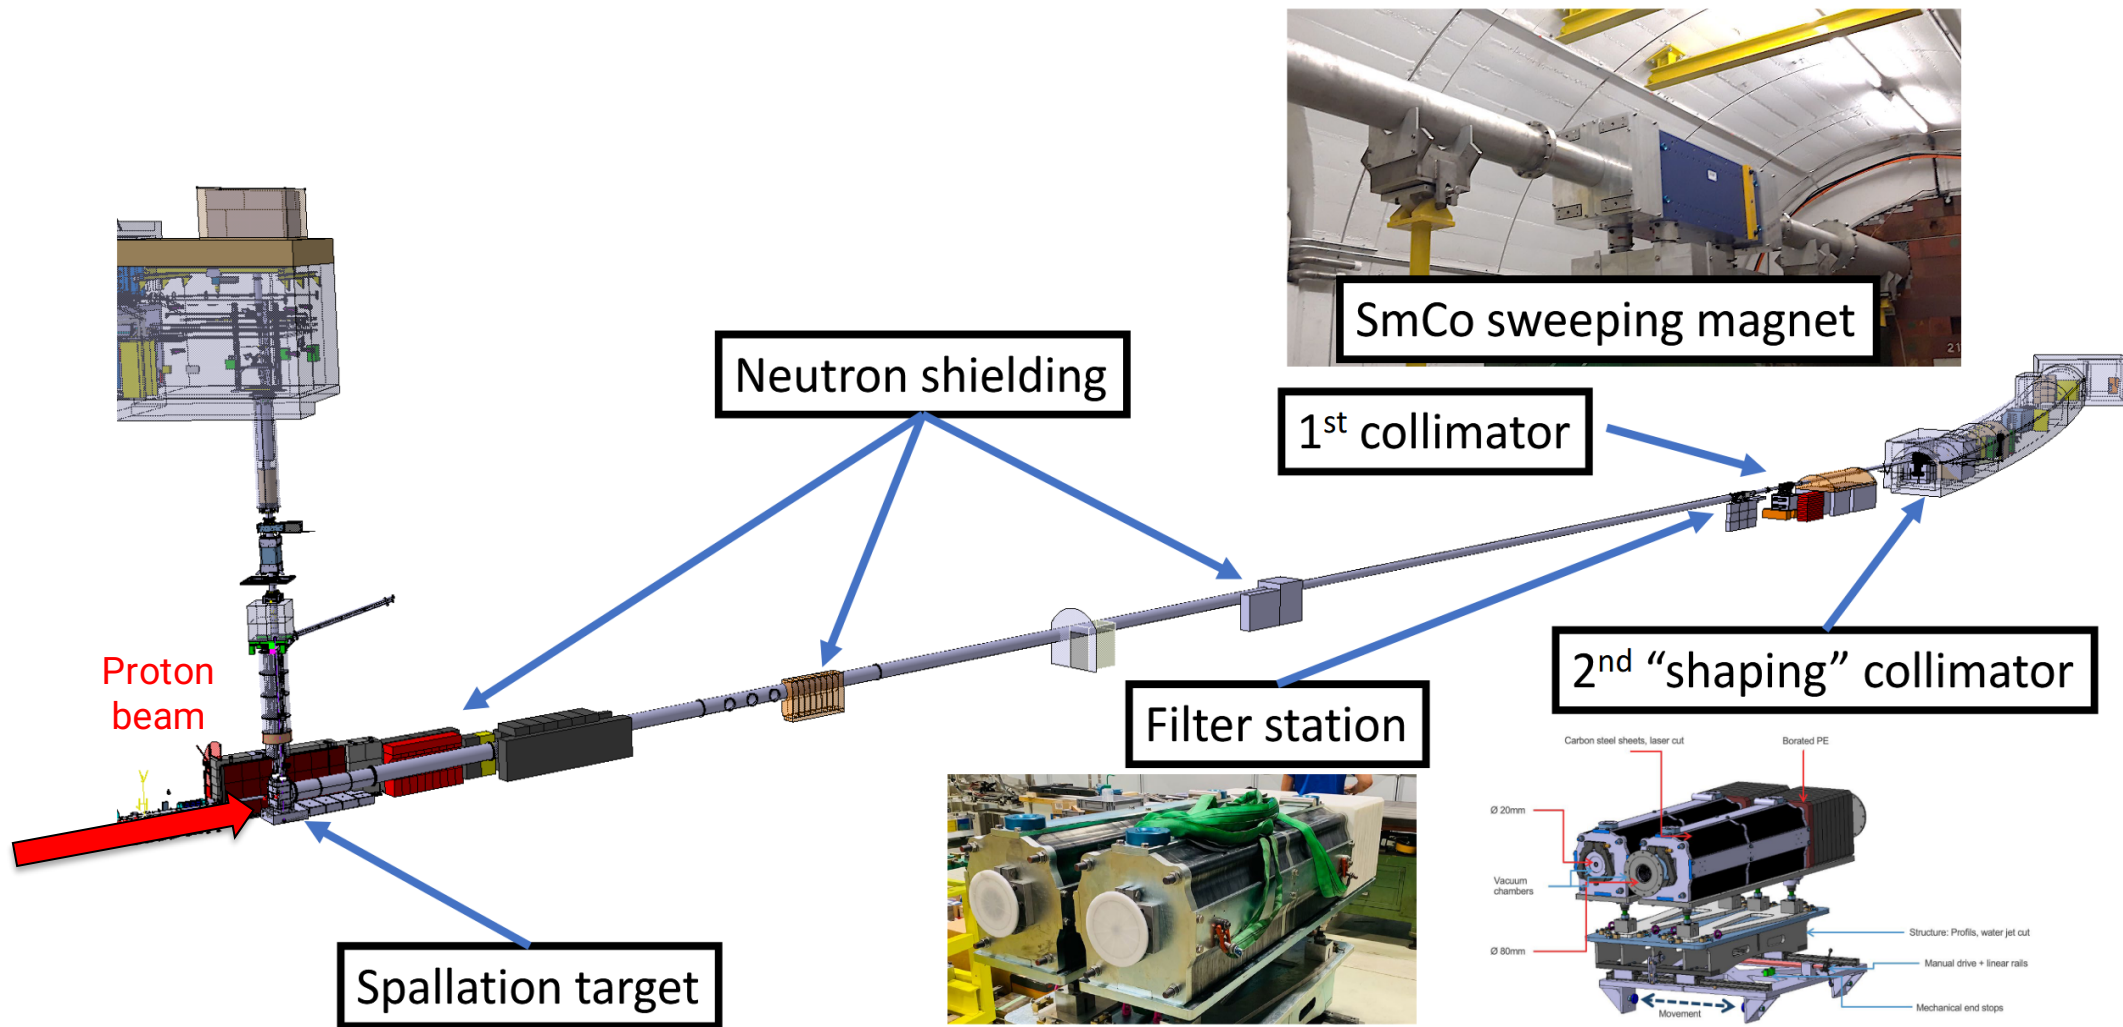 SmCo sweeping magnet
Neutron shielding
1st collimator
Proton
beam
2nd “shaping” collimator
Filter station
Spallation target
Carbon steel sheets, laser cut
Borated PE
Ø 20mm
Vacuum
chambers
Ø 80mm
Structure: Profils, water jet cut
Manual drive + linear rails
Mechanical end stops
Movement
Y
21